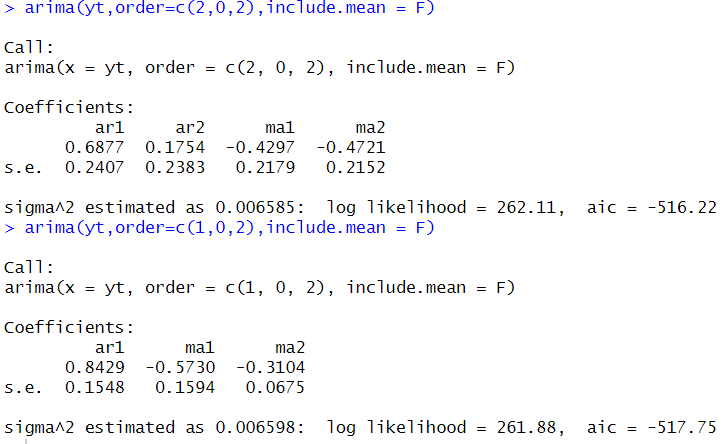 > arima(yt,order=c(2,0,2),include.mean = F)
Call:
arima(x = yt, order = c(2, 0, 2), include.mean = F)
Coefficients:
ar1 ar2 ma1 ma2
0.6877 0.1754 -0.4297 -0.4721
s.e. 0.2407 0.2383 0.2179 0.2152
sigma^2 estimated as 0.006585: log likelihood = 262.11, aic = -516.22
> arima(yt,order=c(1,0,2),include.mean = F)
Call:
arima(x = yt, order = c(1, 0, 2), include.mean = F)
Coefficients:
ar1 ma1 ma2
0.8429 -0.5730 -0.3104
s.e. 0.1548 0.1594 0.0675
sigma^2 estimated as 0.006598: log likelihood = 261.88, aic = -517.75